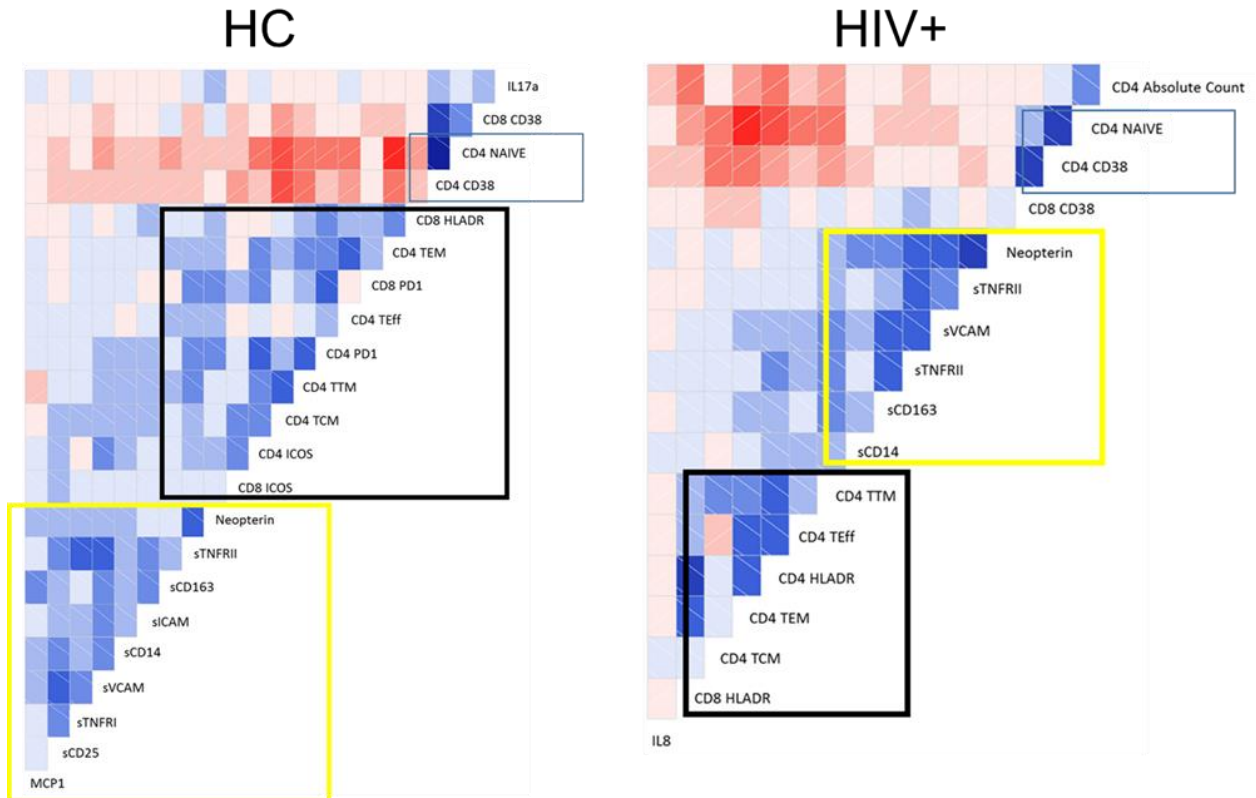 HC
IL17a
CD8 CD38
CD4 NAIVE
CD4 CD38
CD8 HLADR
CD4 TEM
CD8 PD1
CD4 TEff
CD4 PD1
CD4 TTM
CD4 TCM
CD4 ICOS
CD8 ICOS
Neopterin
sTNFRII
sCD163
sICAM
sCD14
sVCAM
sTNFRI
sCD25
MCP1
HIV+
CD4 Absolute Count
CD4 NAIVE
CD4 CD38
CD8 CD38
Neopterin
sTNFRII
sVCAM
sTNFRII
sCD163
sCD14
CD4 TTM
CD4 TEff
CD4 HLADR
CD4 TEM
CD4 TCM
CD8 HLADR
IL8